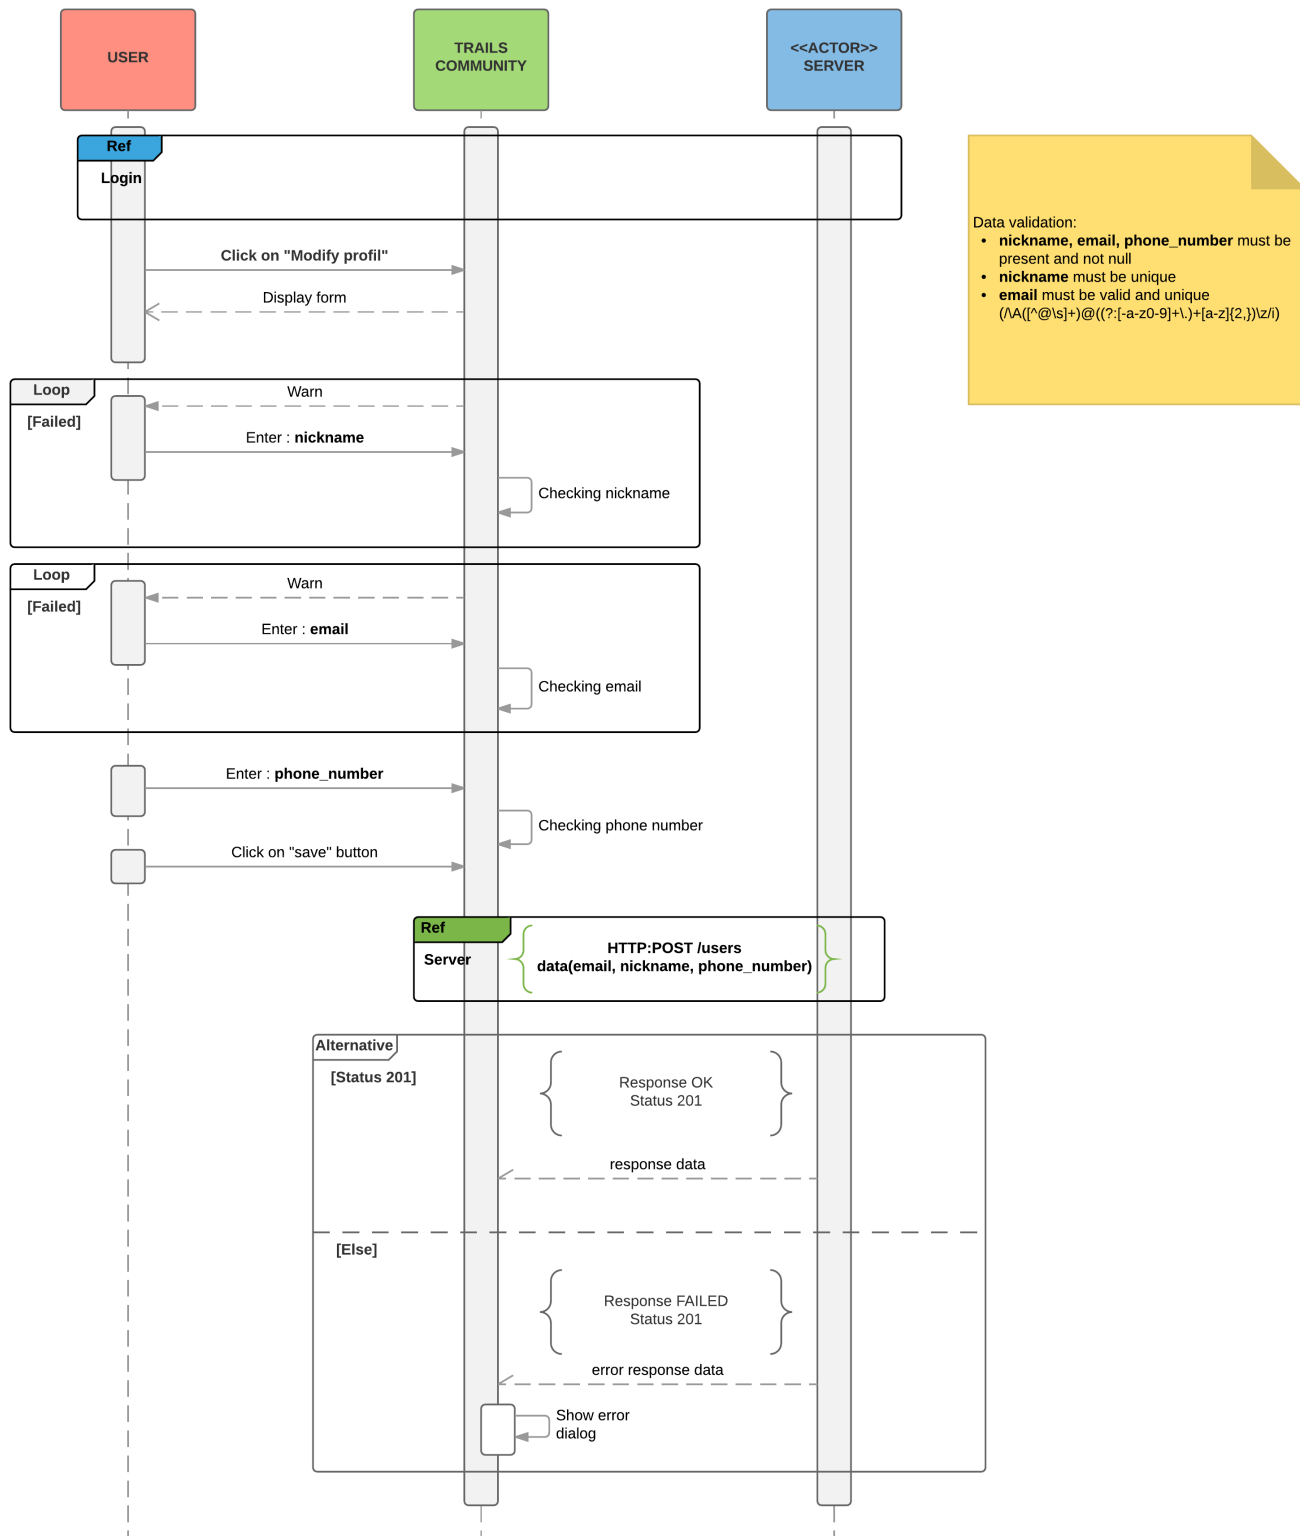 USER
TRAILS
COMMUNITY
<<ACTOR>>
SERVER
Ref
Login
Data validation:
• nickname, email, phone_number must be
present and not null
• nickname must be unique
• email must be valid and unique
(/\A([^@\s]+)@((?:[-a-z0-9]+\.)+[a-z]{2,})\z/i)
Click on "Modify profil"
Display form
Loop
[Failed]
Warn
Enter : nickname
Checking nickname
Loop
[Failed]
Warn
Enter : email
Checking email
Enter : phone_number
Checking phone number
Click on "save" button
Ref
Server
HTTP:POST /users
data(email, nickname, phone_number)
Alternative
[Status 201]
Response OK
Status 201
response data
[Else]
Response FAILED
Status 201
error response data
Show error
dialog